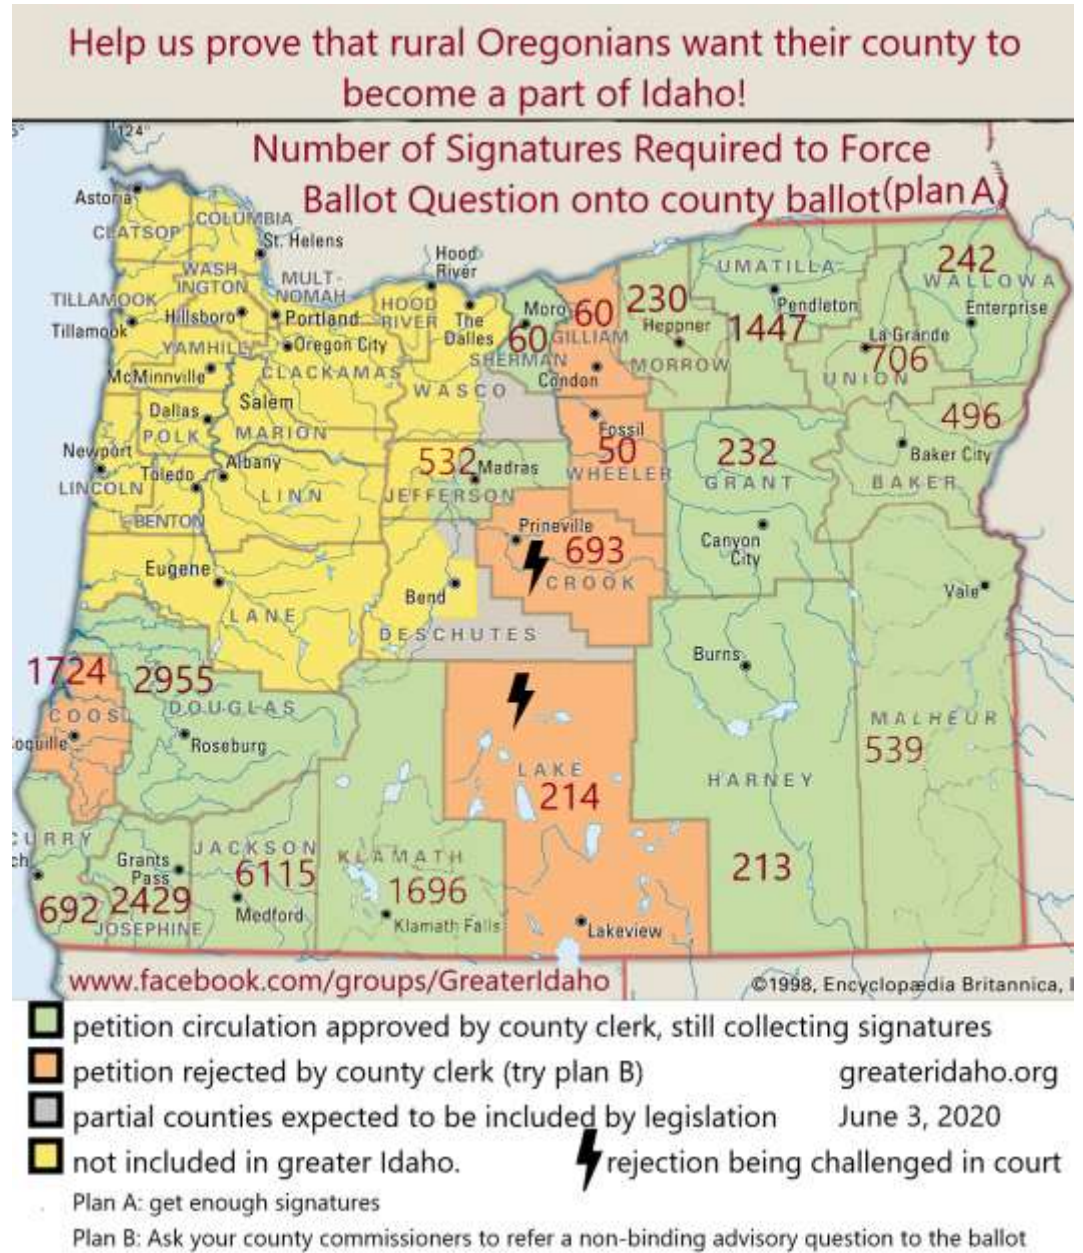 Help us prove that rural Oregonians want their county to
become a part of Idaho!
124°
Number of Signatures Required to Force
Ballot Question onto county ballot (plan A)
Astoria
CLATSOP
COLUMBIA
St. Helens
WASH
INGTON
MULT-
NOMAH
Hood
River
HOOD
RIVER
The
Dalles
TILLAMOOK
Tillamook
Hillsboro
Portland
YAMHILL
Oregon City
McMinnville
CLACKAMAS
WASCO
Moro
60
SHERMAN
60
GILLIAM
Condon
230
Heppner
MORROW
UMATILLA
Pendleton
1447
242
WALLOWA
Enterprise
La Grande
706
UNION
Dallas
POLK
Salem
MARION
Newport
Toledo
Albany
LINCOLN
LINN
BENTON
532
Madras
JEFFERSON
Fossil
50
WHEELER
232
GRANT
Canyon
City
496
Baker City
BAKER
Prineville
693
CROOK
Eugene
LANE
Bend
DESCHUTES
Vale
Burns
1724
COOS
oquille
2955
DOUGLAS
Roseburg
LAKE
214
HARNEY
213
MALHEUR
539
CURRY
ch
692
Grants
Pass
2429
JOSEPHINE
JACKSON
6115
Medford
KLAMATH
1696
Klamath Falls
Lakeview
www.facebook.com/groups/GreaterIdaho
©1998, Encyclopædia Britannica, I
petition circulation approved by county clerk, still collecting signatures
petition rejected by county clerk (try plan B)
greateridaho.org
partial counties expected to be included by legislation
June 3, 2020
not included in greater Idaho.
rejection being challenged in court
Plan A: get enough signatures
Plan B: Ask your county commissioners to refer a non-binding advisory question to the ballot